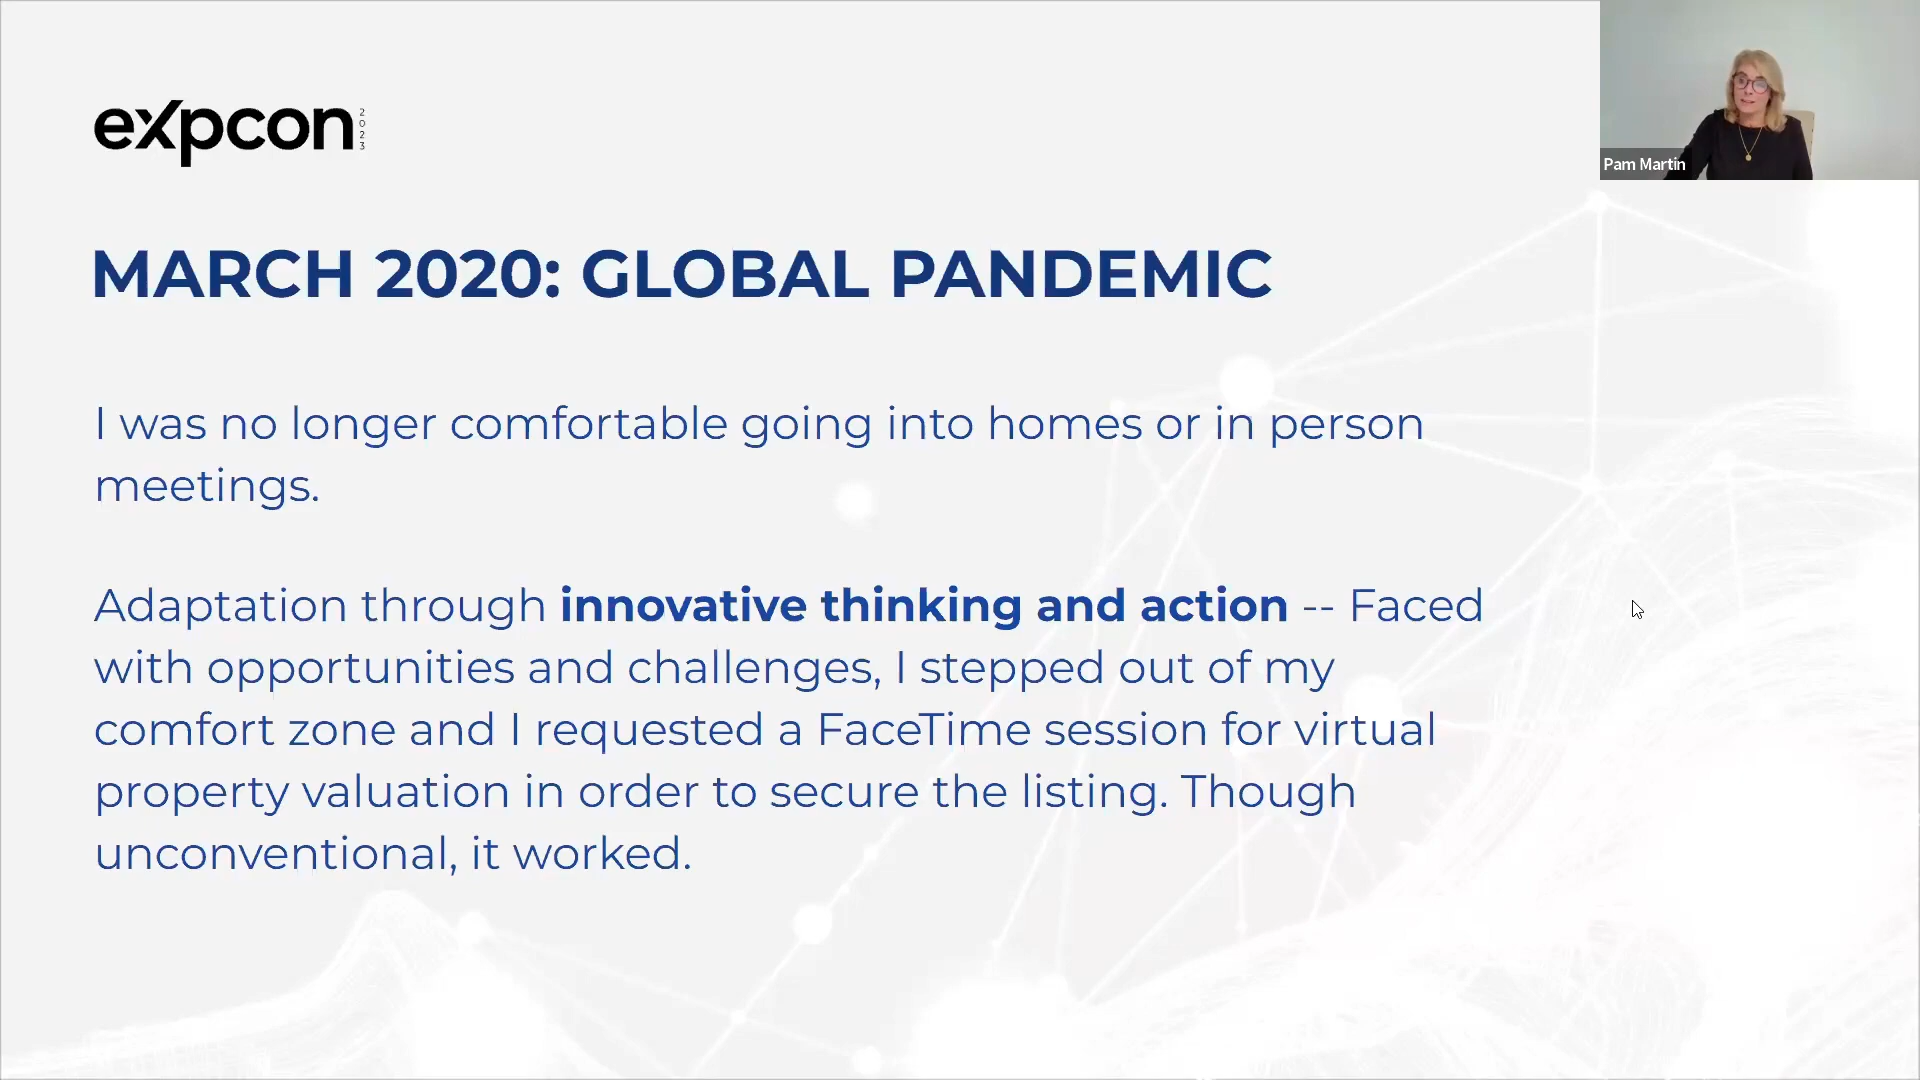 expcon
2023
Pam Martin
MARCH 2020: GLOBAL PANDEMIC
I was no longer comfortable going into homes or in person
meetings.
Adaptation through innovative thinking and action -- Faced
with opportunities and challenges, I stepped out of my
comfort zone and I requested a FaceTime session for virtual
property valuation in order to secure the listing. Though
unconventional, it worked.